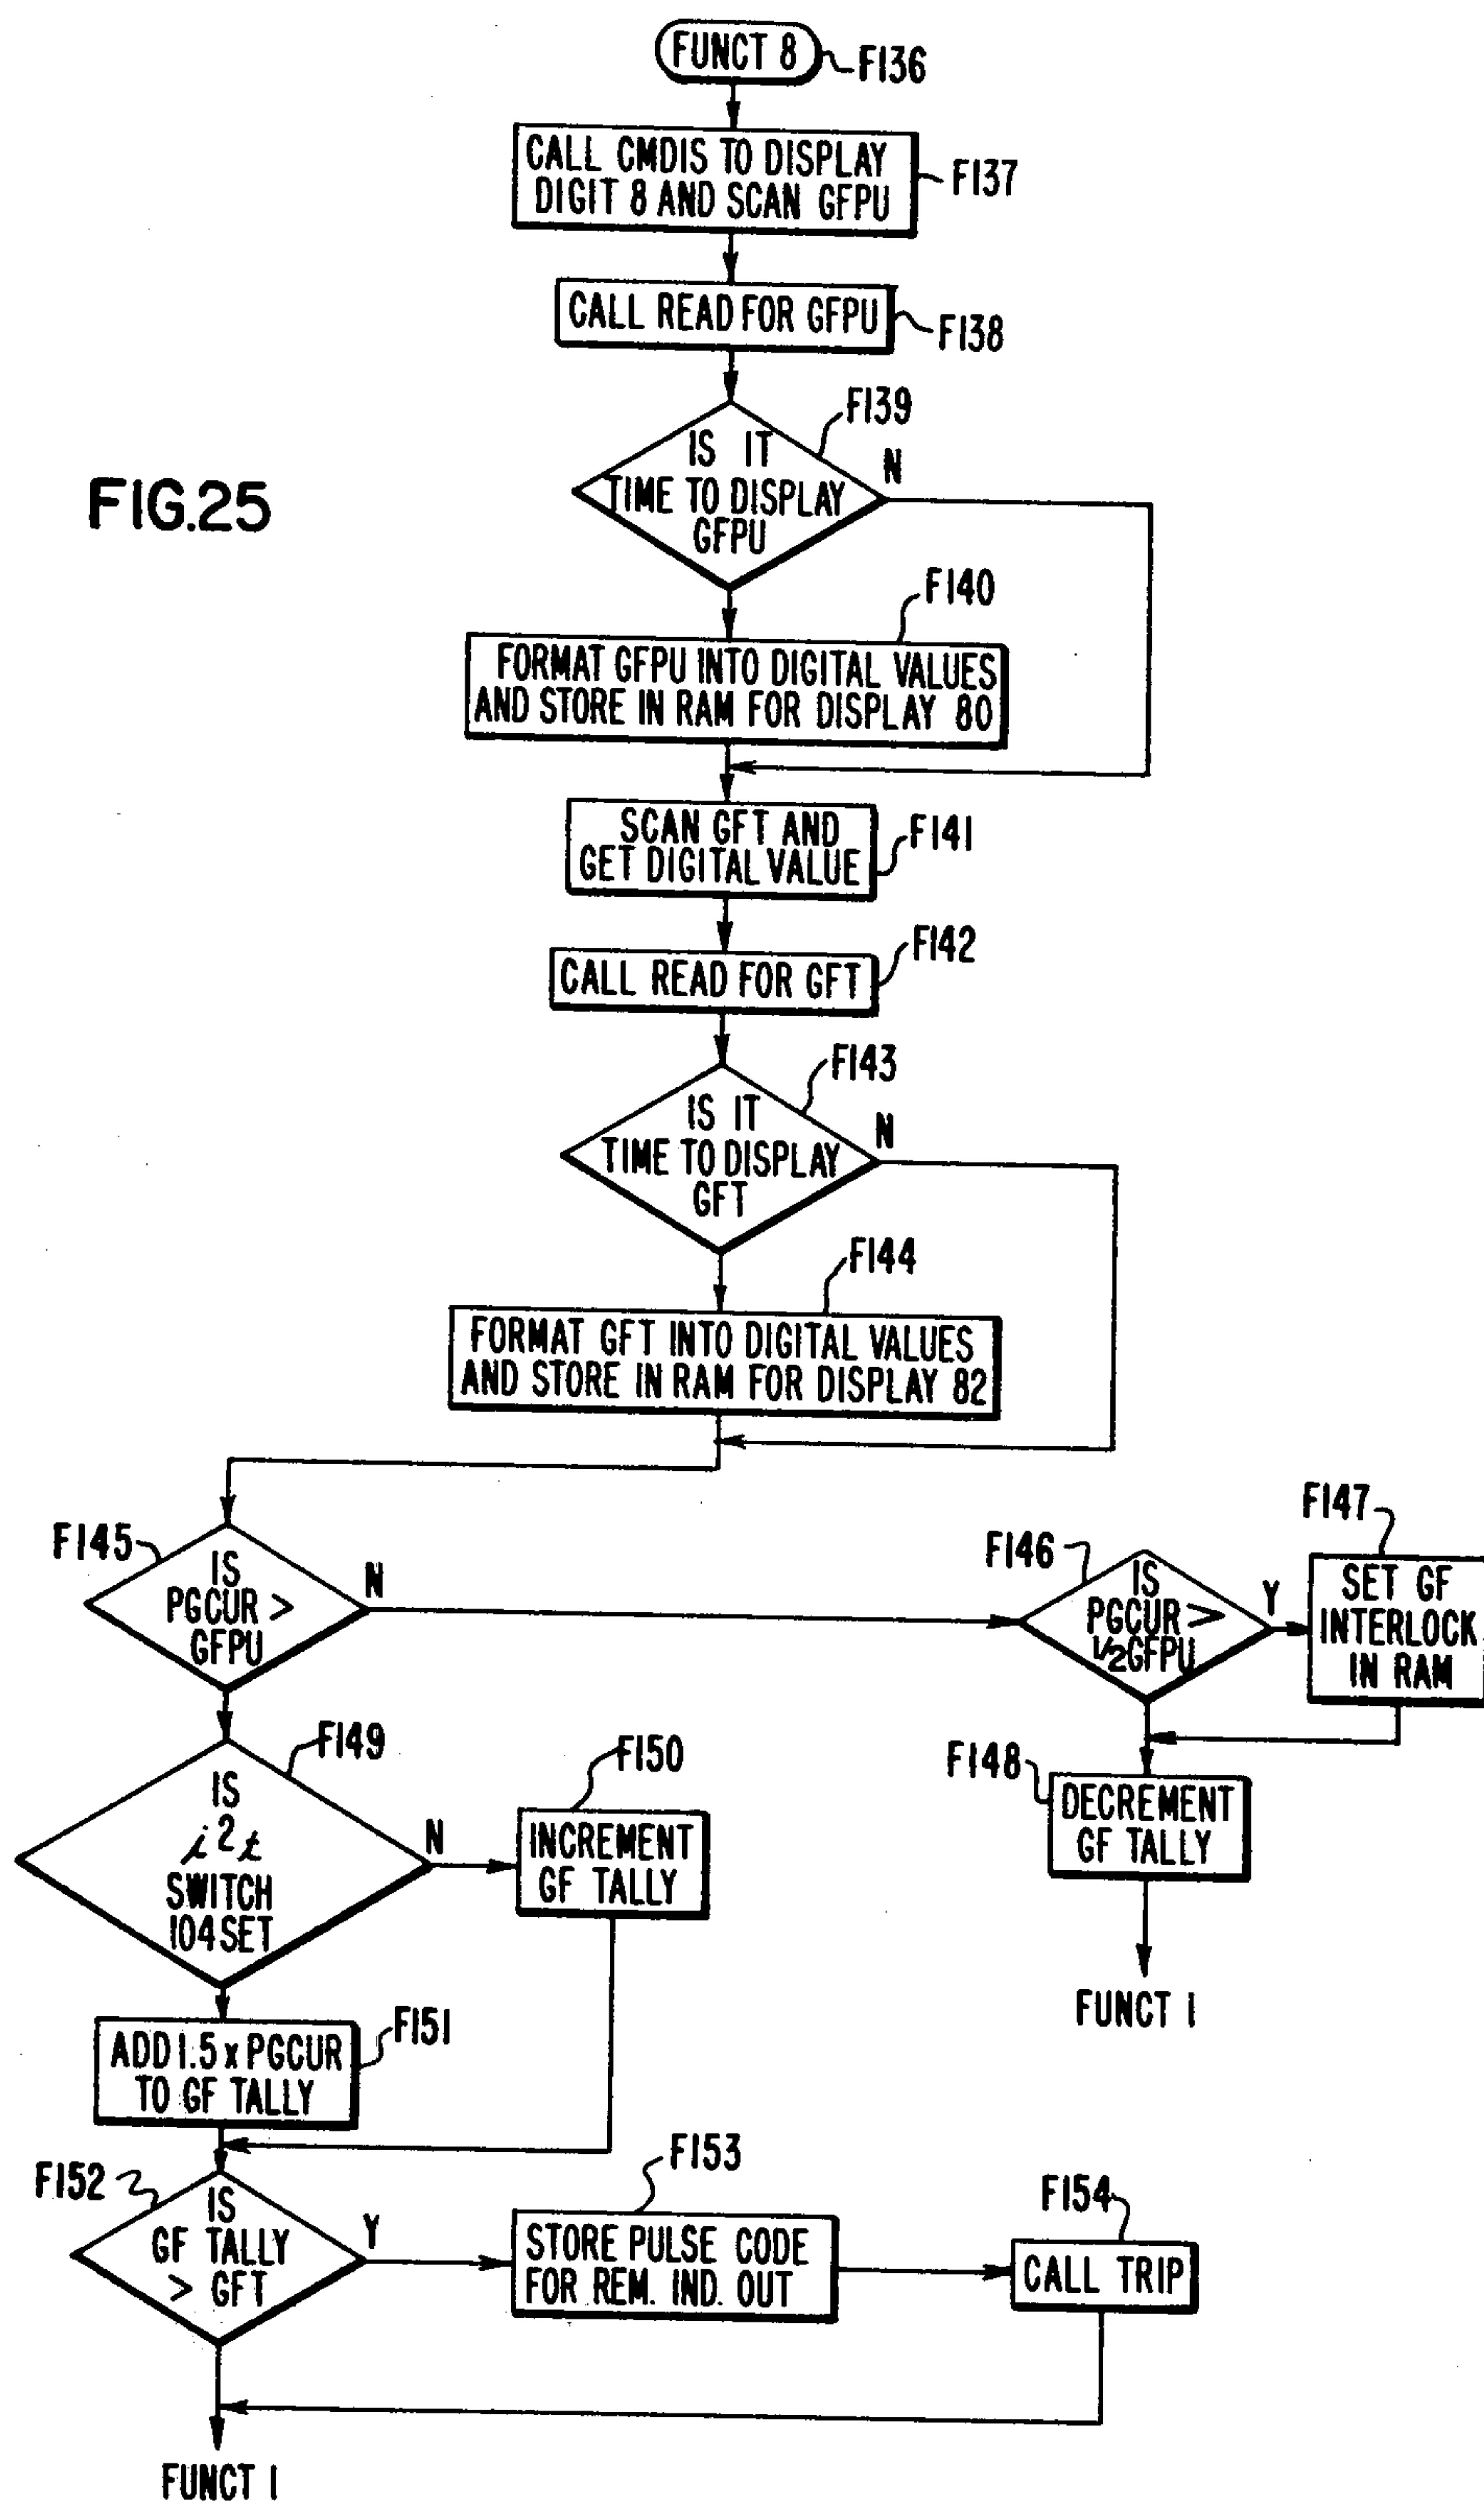 FUNCT 8
F136
CALL CMDIS TO DISPLAY
DIGIT 8 AND SCAN GFPU
F137
CALL READ FOR GFPU
F138
F139
IS IT
TIME TO DISPLAY
GFPU
N
FIG.25
F140
FORMAT GFPU INTO DIGITAL VALUES
AND STORE IN RAM FOR DISPLAY 80
SCAN GFT AND
GET DIGITAL VALUE
F141
F142
CALL READ FOR GFT
F143
IS IT
TIME TO DISPLAY
GFT
N
F144
FORMAT GFT INTO DIGITAL VALUES
AND STORE IN RAM FOR DISPLAY 82
F145
IS
PGCUR >
GFPU
N
F146
IS
PGCUR >
1/2 GFPU
Y
F147
SET GF
INTERLOCK
IN RAM
F148
DECREMENT
GF TALLY
FUNCT 1
F149
IS
i2t
SWITCH
104 SET
N
F150
INCREMENT
GF TALLY
F151
ADD 1.5 x PGCUR
TO GF TALLY
F152
IS
GF TALLY
> GFT
Y
F153
STORE PULSE CODE
FOR REM. IND. OUT
F154
CALL TRIP
FUNCT 1